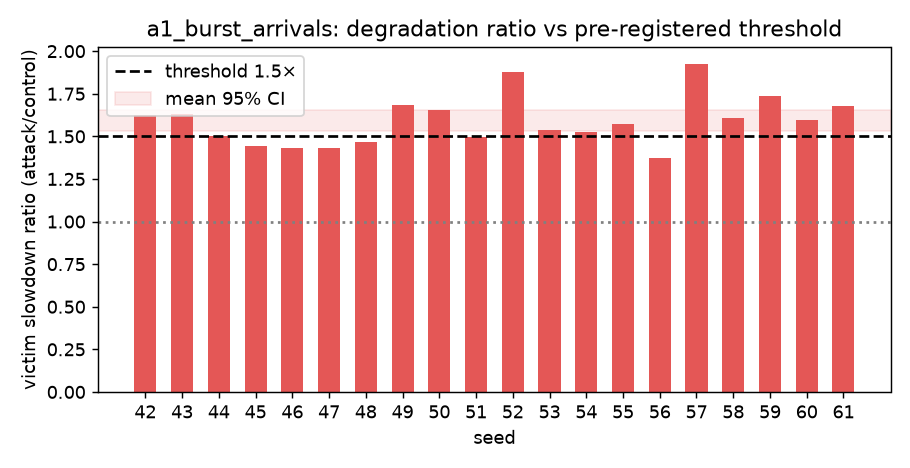 a1_burst_arrivals: degradation ratio vs pre-registered threshold
threshold 1.5×
mean 95% CI
victim slowdown ratio (attack/control)
2.00
1.75
1.50
1.25
1.00
0.75
0.50
0.25
0.00
42 43 44 45 46 47 48 49 50 51 52 53 54 55 56 57 58 59 60 61
seed